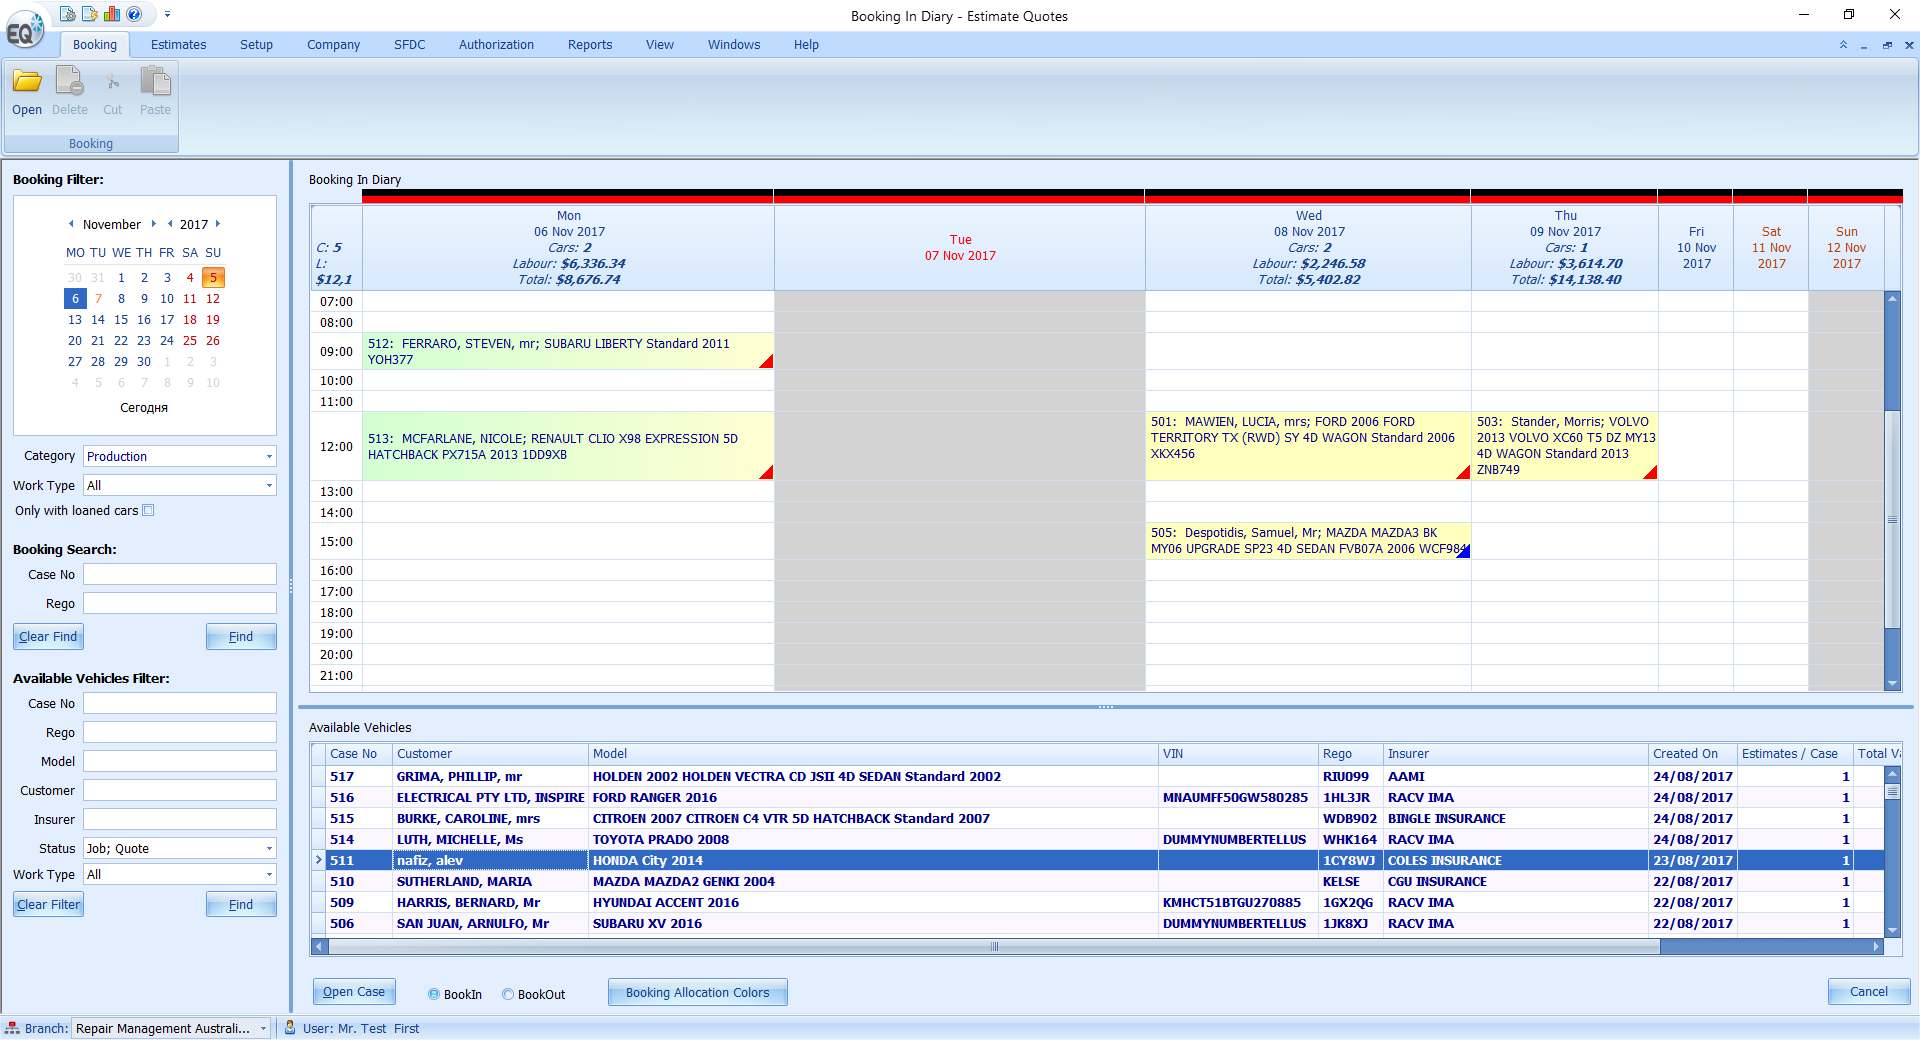 EQ
Booking In Diary - Estimate Quotes
Booking Estimates Setup Company SFDC Authorization Reports View Windows Help
Open Delete Cut Paste
Booking
Booking Filter:
November 2017
MO TU WE TH FR SA SU
30 31 1 2 3 4 5
6 7 8 9 10 11 12
13 14 15 16 17 18 19
20 21 22 23 24 25 26
27 28 29 30 1 2 3
4 5 6 7 8 9 10
Сегодня
Category Production
Work Type All
Only with loaned cars
Booking Search:
Case No
Rego
Clear Find Find
Available Vehicles Filter:
Case No
Rego
Model
Customer
Insurer
Status Job; Quote
Work Type All
Clear Filter Find
Booking In Diary
C: 5
L:
$12,1
Mon
06 Nov 2017
Cars: 2
Labour: $6,336.34
Total: $8,676.74
Tue
07 Nov 2017
Wed
08 Nov 2017
Cars: 2
Labour: $2,246.58
Total: $5,402.82
Thu
09 Nov 2017
Cars: 1
Labour: $3,614.70
Total: $14,138.40
Fri
10 Nov
2017
Sat
11 Nov
2017
Sun
12 Nov
2017
07:00
08:00
09:00
512: FERRARO, STEVEN, mr; SUBARU LIBERTY Standard 2011
YOH377
10:00
11:00
12:00
513: MCFARLANE, NICOLE; RENAULT CLIO X98 EXPRESSION 5D
HATCHBACK PX715A 2013 1DD9XB
501: MAWIEN, LUCIA, mrs; FORD 2006 FORD
TERRITORY TX (RWD) SY 4D WAGON Standard 2006
XKX456
503: Stander, Morris; VOLVO
2013 VOLVO XC60 T5 DZ MY13
4D WAGON Standard 2013
ZNB749
13:00
14:00
15:00
505: Despotidis, Samuel, Mr; MAZDA MAZDA3 BK
MY06 UPGRADE SP23 4D SEDAN FVB07A 2006 WCF984
16:00
17:00
18:00
19:00
20:00
21:00
Available Vehicles
Case No Customer Model VIN Rego Insurer Created On Estimates / Case Total Va
517 GRIMA, PHILLIP, mr HOLDEN 2002 HOLDEN VECTRA CD JSII 4D SEDAN Standard 2002 RIU099 AAMI 24/08/2017 1
516 ELECTRICAL PTY LTD, INSPIRE FORD RANGER 2016 MNAUMFF50GW580285 1HL3JR RACV IMA 24/08/2017 1
515 BURKE, CAROLINE, mrs CITROEN 2007 CITROEN C4 VTR 5D HATCHBACK Standard 2007 WDB902 BINGLE INSURANCE 24/08/2017 1
514 LUTH, MICHELLE, Ms TOYOTA PRADO 2008 DUMMYNUMBERTELLUS WHK164 RACV IMA 24/08/2017 1
511 nafiz, alev HONDA City 2014 1CY8WJ COLES INSURANCE 23/08/2017 1
510 SUTHERLAND, MARIA MAZDA MAZDA2 GENKI 2004 KELSE CGU INSURANCE 22/08/2017 1
509 HARRIS, BERNARD, Mr HYUNDAI ACCENT 2016 KMHCT51BTGU270885 1GX2QG RACV IMA 22/08/2017 1
506 SAN JUAN, ARNULFO, Mr SUBARU XV 2016 DUMMYNUMBERTELLUS 1JK8XJ RACV IMA 22/08/2017 1
Open Case BookIn BookOut Booking Allocation Colors Cancel
Branch: Repair Management Australi... User: Mr. Test First